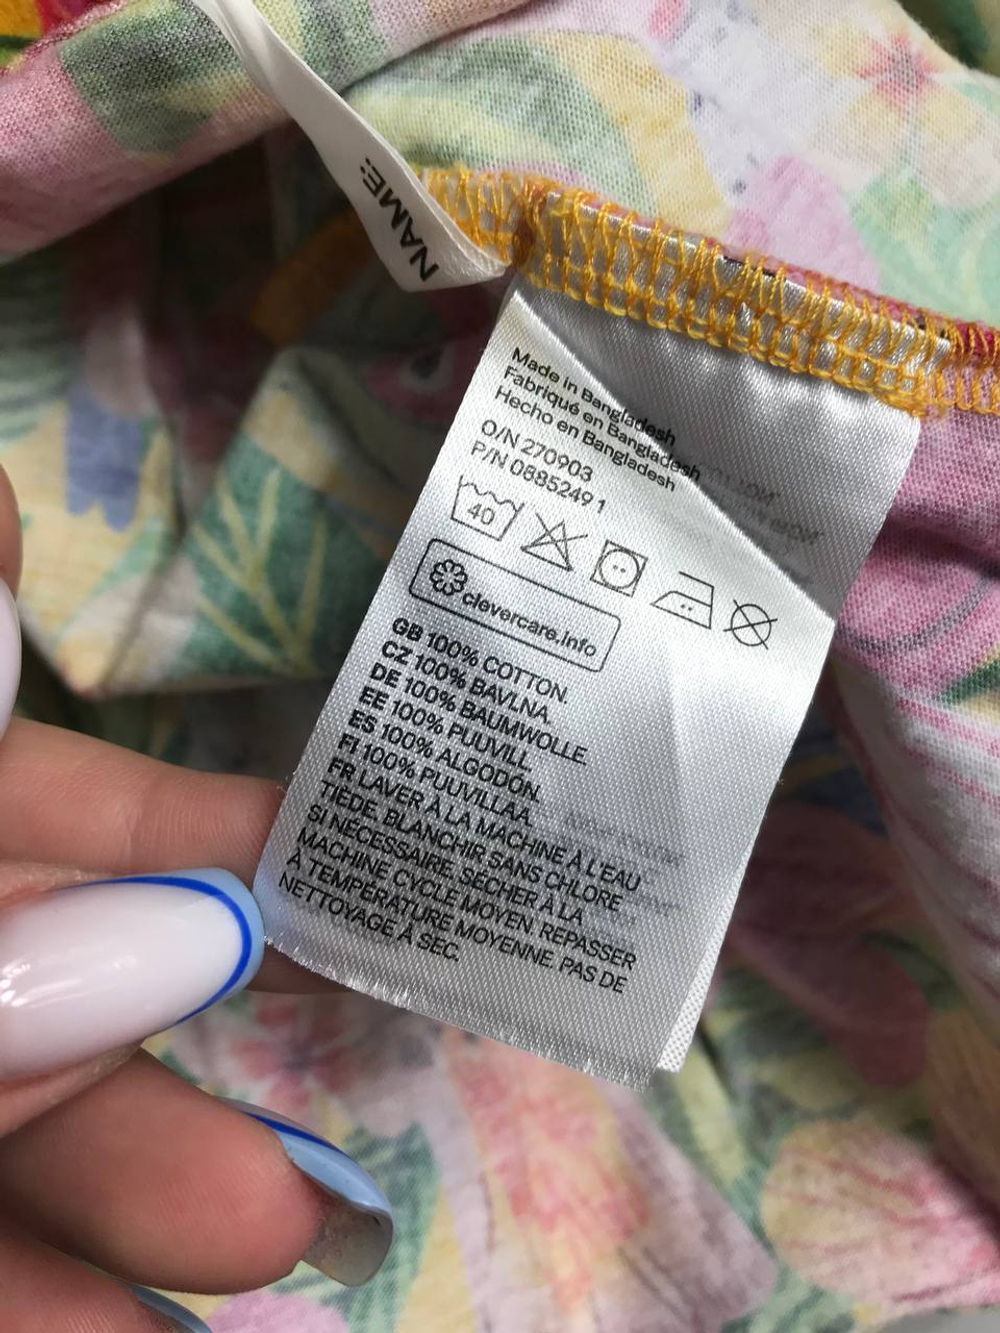 NAME:
Made in Bangladesh
Fabriqué en Bangladesh
Hecho en Bangladesh
O/N 270903
P/N 0885249 1
40
clevercare.info
GB 100% COTTON.
CZ 100% BAVLNA.
DE 100% BAUMWOLLE.
EE 100% PUUVILL.
ES 100% ALGODÓN.
FI 100% PUUVILLAA.
FR LAVER À LA MACHINE À L'EAU
TIÈDE. BLANCHIR SANS CHLORE
SI NÉCESSAIRE. SÉCHER À LA
MACHINE CYCLE MOYEN. REPASSER
À TEMPÉRATURE MOYENNE. PAS DE
NETTOYAGE À SEC.